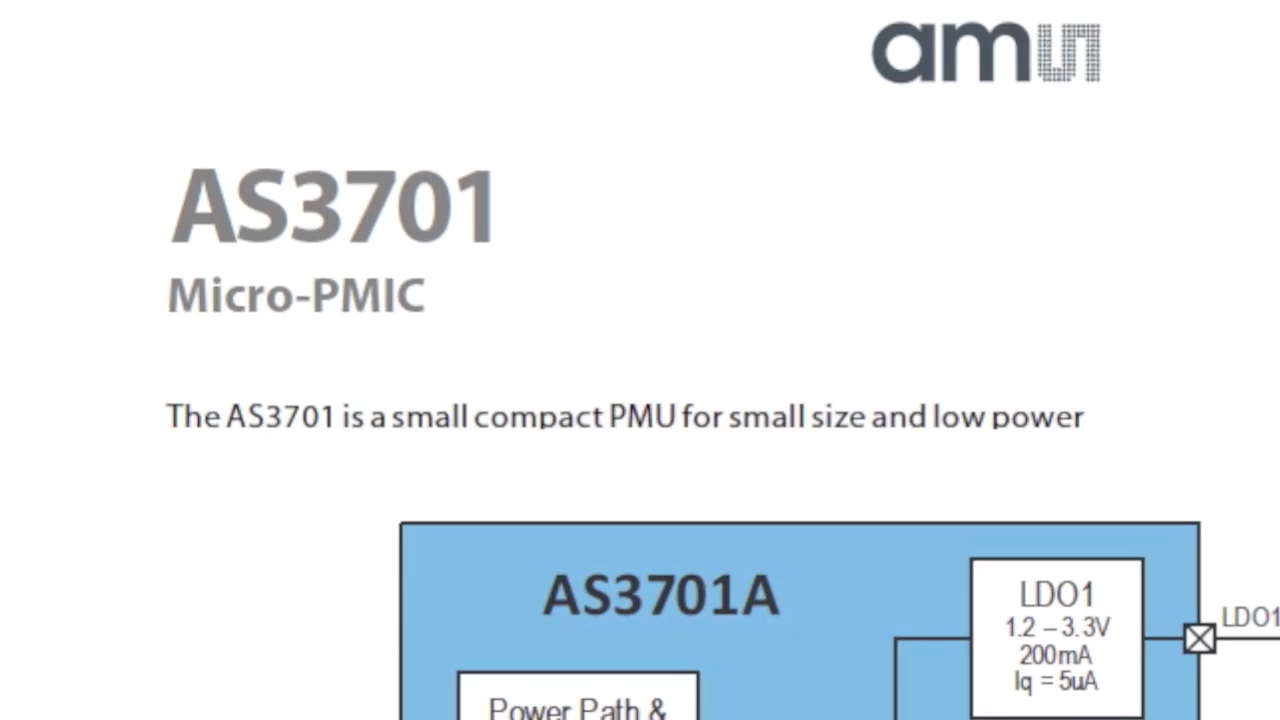 amu
AS3701
Micro-PMIC
The AS3701 is a small compact PMU for small size and low power
AS3701A
LDO1
1.2 – 3.3V
200mA
Iq = 5uA
LDO1
Power Path &